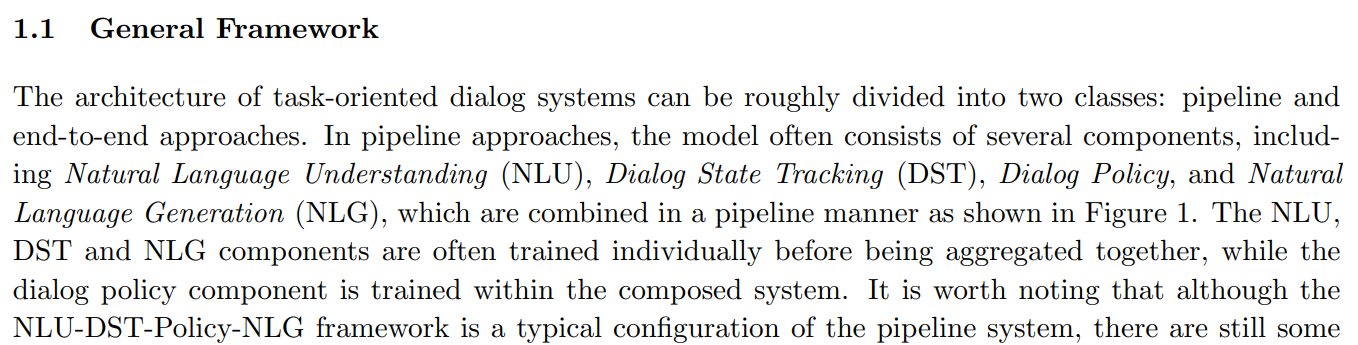 1.1 General Framework
The architecture of task-oriented dialog systems can be roughly divided into two classes: pipeline and
end-to-end approaches. In pipeline approaches, the model often consists of several components, includ-
ing Natural Language Understanding (NLU), Dialog State Tracking (DST), Dialog Policy, and Natural
Language Generation (NLG), which are combined in a pipeline manner as shown in Figure 1. The NLU,
DST and NLG components are often trained individually before being aggregated together, while the
dialog policy component is trained within the composed system. It is worth noting that although the
NLU-DST-Policy-NLG framework is a typical configuration of the pipeline system, there are still some